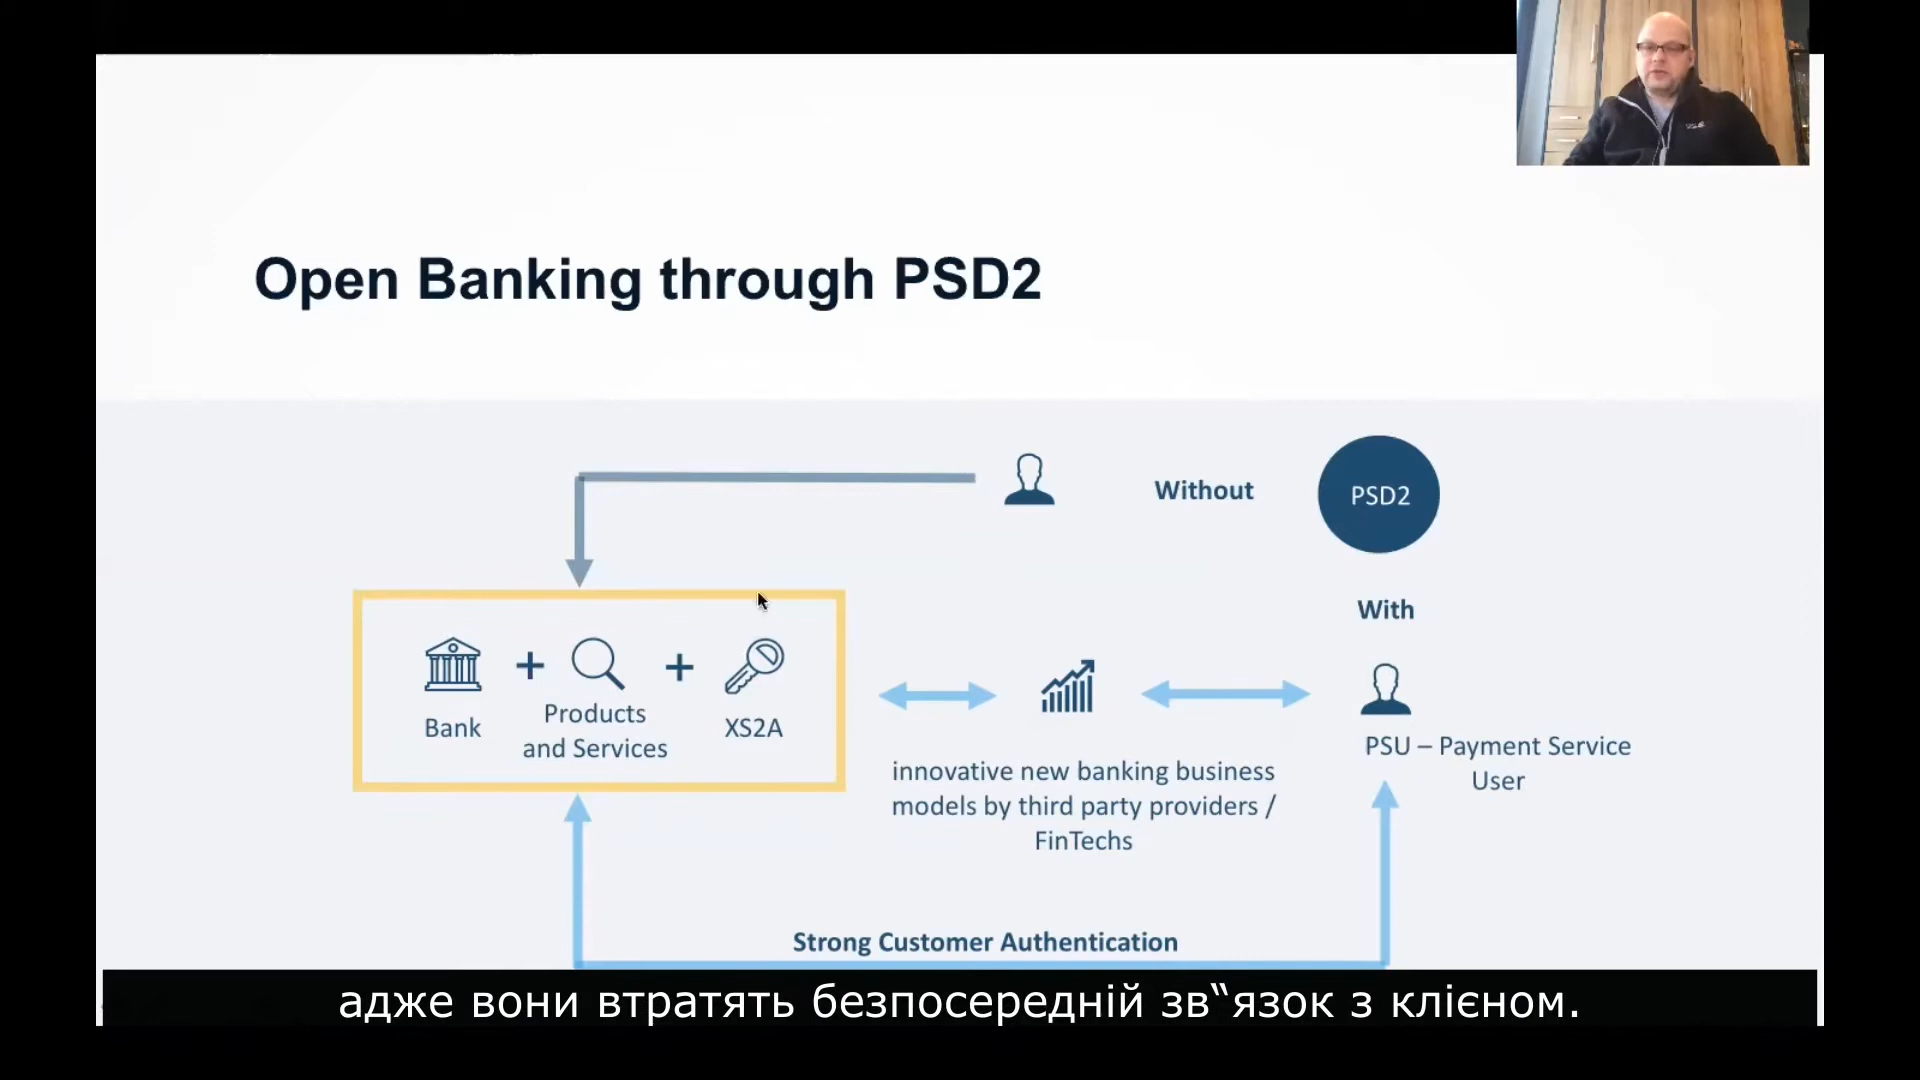 Open Banking through PSD2
Without
PSD2
With
Bank
+
Products
and Services
+
XS2A
innovative new banking business
models by third party providers /
FinTechs
PSU – Payment Service
User
Strong Customer Authentication
адже вони втратять безпосередній зв‟язок з клієном.